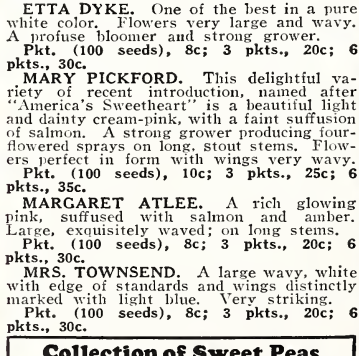 ETTA DYKE. One of the best in a pure
white color. Flowers very large and wavy.
A profuse bloomer and strong grower.
Pkt. (100 seeds), 8c; 3 pkts., 20c; 6
pkts., 30c.
MARY PICKFORD. This delightful va-
riety of recent introduction, named after
"America's Sweetheart" is a beautiful light
and dainty cream-pink, with a faint suffusion
of salmon. A strong grower producing four-
flowered sprays on long, stout stems. Flow-
ers perfect in form with wings very wavy.
Pkt. (100 seeds), 10c; 3 pkts., 25c; 6
pkts., 35c.
MARGARET ATLEE. A rich glowing
pink, suffused with salmon and amber.
Large, exquisitely waved; on long stems.
Pkt. (100 seeds), 8c; 3 pkts., 20c; 6
pkts., 30c.
MRS. TOWNSEND. A large wavy, white
with edge of standards and wings distinctly
marked with light blue. Very striking.
Pkt. (100 seeds), 8c; 3 pkts., 20c; 6
pkts., 30c.
Collection of Sweet Peas